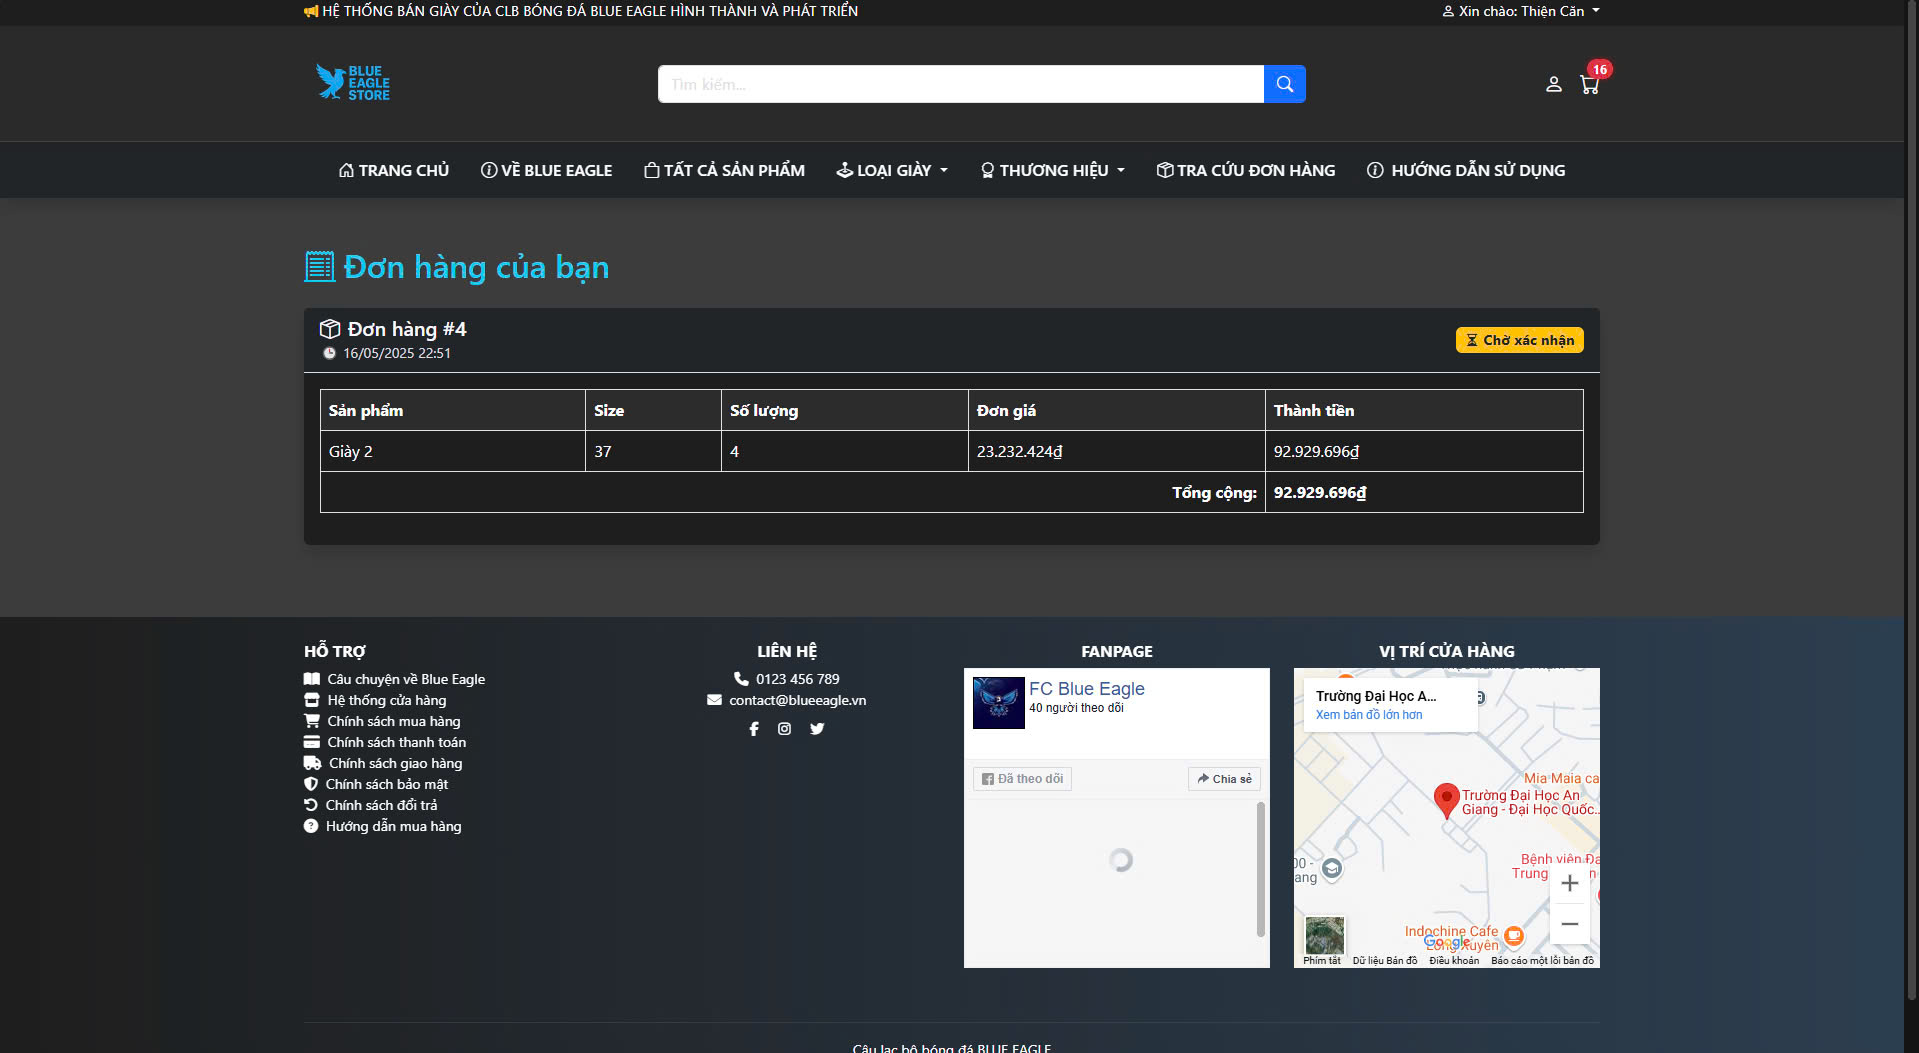 HỆ THỐNG BÁN GIÀY CỦA CLB BÓNG ĐÁ BLUE EAGLE HÌNH THÀNH VÀ PHÁT TRIỂN
Xin chào: Thiện Căn
BLUE
EAGLE
STORE
Tìm kiếm...
16
TRANG CHỦ
VỀ BLUE EAGLE
TẤT CẢ SẢN PHẨM
LOẠI GIÀY
THƯƠNG HIỆU
TRA CỨU ĐƠN HÀNG
HƯỚNG DẪN SỬ DỤNG
Đơn hàng của bạn
Đơn hàng #4
16/05/2025 22:51
Chờ xác nhận
Sản phẩm Size Số lượng Đơn giá Thành tiền
Giày 2 37 4 23.232.424₫ 92.929.696₫
Tổng cộng: 92.929.696₫
HỖ TRỢ
Câu chuyện về Blue Eagle
Hệ thống cửa hàng
Chính sách mua hàng
Chính sách thanh toán
Chính sách giao hàng
Chính sách bảo mật
Chính sách đổi trả
Hướng dẫn mua hàng
LIÊN HỆ
0123 456 789
contact@blueeagle.vn
FANPAGE
FC Blue Eagle
40 người theo dõi
Đã theo dõi
Chia sẻ
VỊ TRÍ CỬA HÀNG
Trường Đại Học A...
Xem bản đồ lớn hơn
Mia Maia ca
Trường Đại Học An
Giang - Đại Học Quốc...
Bệnh viện Đa
Trung
00 -
ang
Indochine Cafe
Long Xuyên
Google
Phím tắt
Dữ liệu Bản đồ
Điều khoản
Báo cáo một lỗi bản đồ
Câu lạc bộ bóng đá BLUE EAGLE